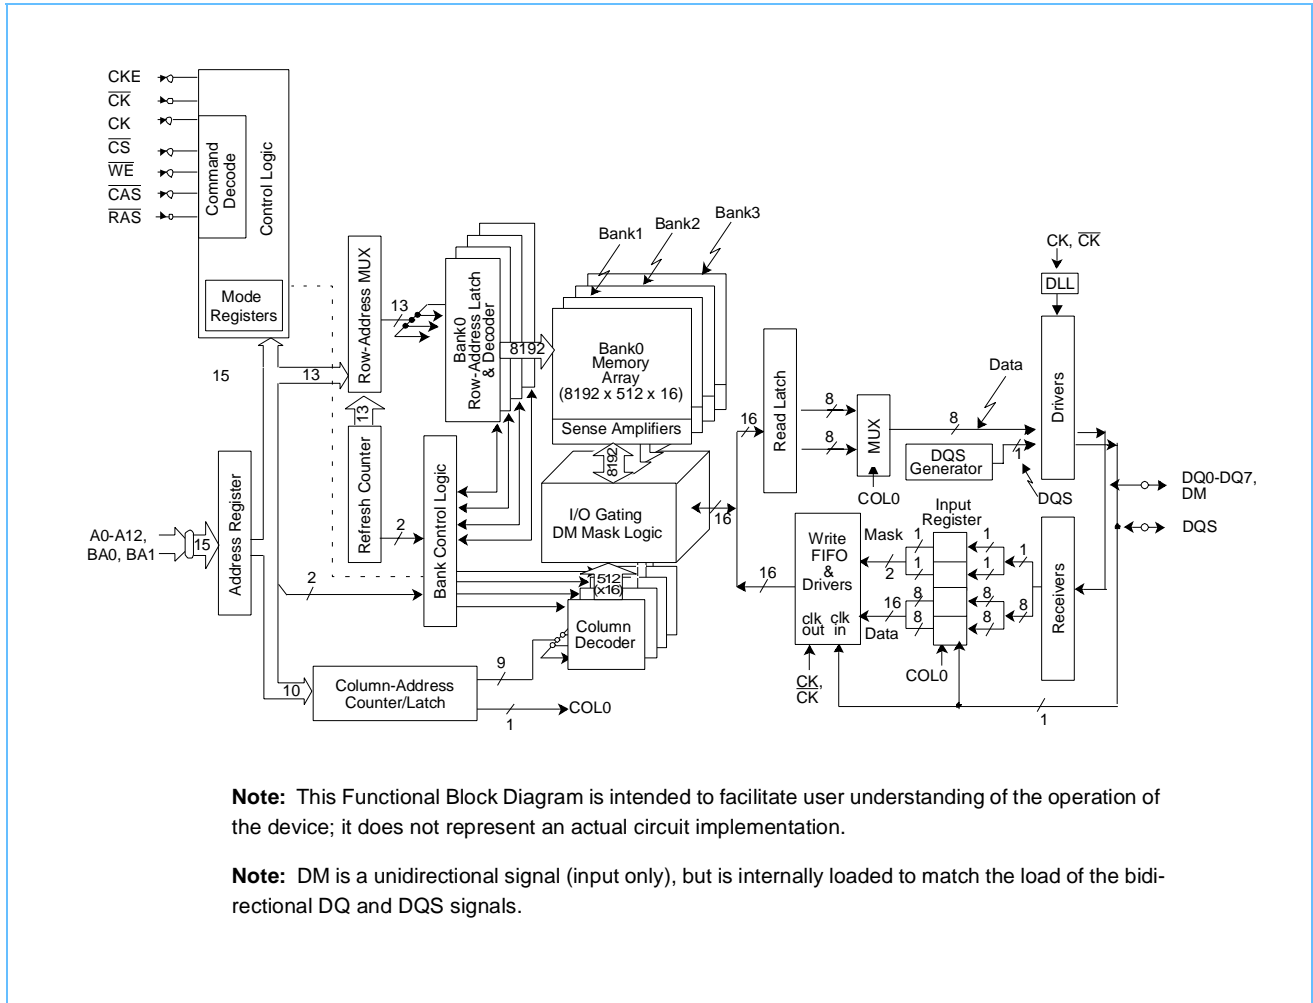 CKE
CK
CK
CS
WE
CAS
RAS
Command
Decode
Control Logic
Mode
Registers
15
13
Row-Address MUX
13
13
Refresh Counter
2
Bank0
Row-Address Latch
& Decoder
8192
Bank1
Bank2
Bank3
Bank0
Memory
Array
(8192 x 512 x 16)
Sense Amplifiers
8192
I/O Gating
DM Mask Logic
16
Bank Control Logic
2
512
(x16)
Column
Decoder
A0-A12,
BA0, BA1
15
Address Register
10
Column-Address
Counter/Latch
9
1
COL0
16
Read Latch
8
8
MUX
COL0
8
Data
DQS
Generator
1
DQS
CK, CK
DLL
Drivers
DQ0-DQ7,
DM
DQS
Input
Register
Write
FIFO
&
Drivers
clk
out
clk
in
16
Mask
2
16
Data
1
1
8
8
1
1
8
8
1
8
Receivers
COL0
CK,
CK
1
Note: This Functional Block Diagram is intended to facilitate user understanding of the operation of
the device; it does not represent an actual circuit implementation.
Note: DM is a unidirectional signal (input only), but is internally loaded to match the load of the bidi-
rectional DQ and DQS signals.